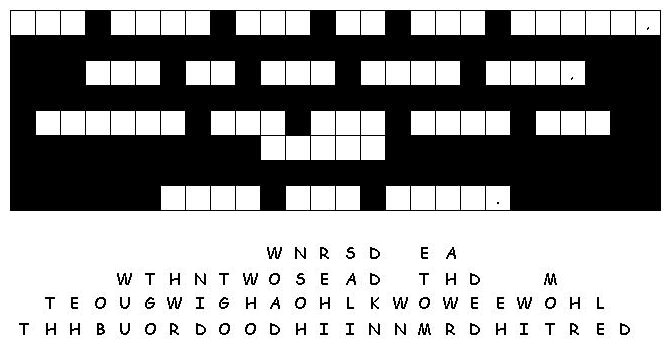 ,
,
.
W N R S D E A
W T H N T W O S E A D T H D M
T E O U G W I G H A O H L K W O W E E W O H L
T H H B U O R D O O D H I I N N M R D H I T R E D